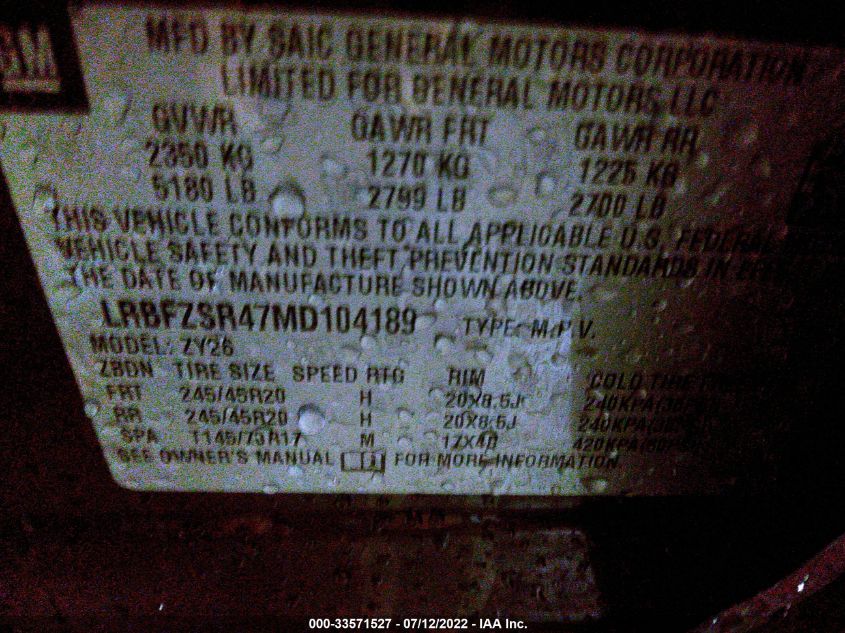 GM
MFD BY SAIC GENERAL MOTORS CORPORATION
LIMITED FOR GENERAL MOTORS LLC
GVWR GAWR FRT GAWR RR
2350 KG 1270 KG 1225 KG
5180 LB 2799 LB 2700 LB
THIS VEHICLE CONFORMS TO ALL APPLICABLE U.S. FEDERAL
VEHICLE SAFETY AND THEFT PREVENTION STANDARDS IN
THE DATE OF MANUFACTURE SHOWN ABOVE.
LRBFZSR47MD104189 TYPE: M.P.V.
MODEL: ZY26
ZBDN TIRE SIZE SPEED RTG RIM COLD TIRE
FRT 245/45R20 H 20X8.5J 240KPA
RR 245/45R20 H 20X8.5J 240KPA
SPA T145/70R17 M 17X4B 420KPA
SEE OWNER'S MANUAL FOR MORE INFORMATION.
000-33571527 - 07/12/2022 - IAA Inc.